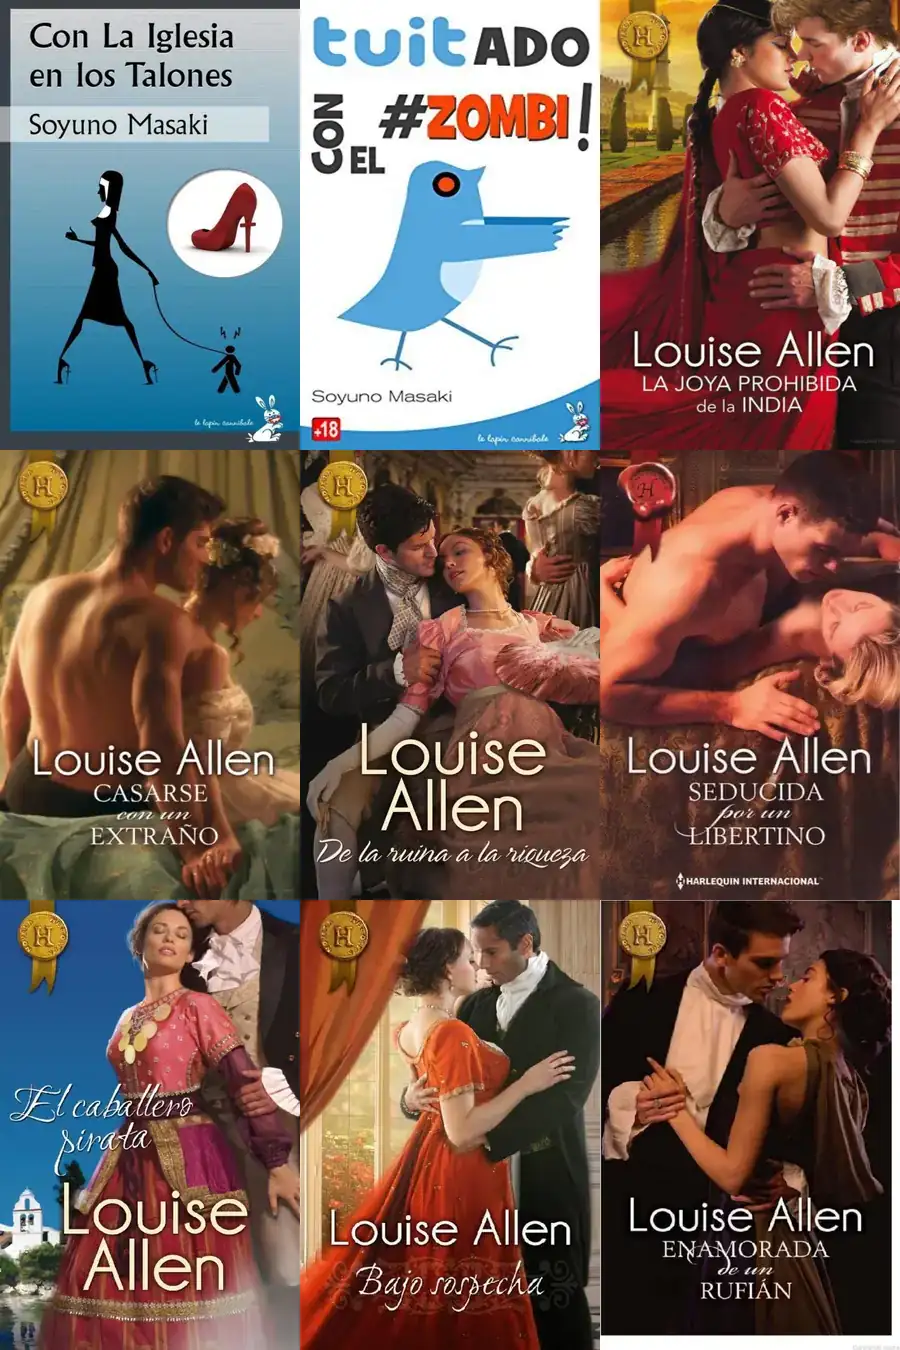 Con La Iglesia
en los Talones
Soyuno Masaki
le lapin cannibale
tuitADO
CON
EL
#ZOMBI!
Soyuno Masaki
+18
le lapin cannibale
H
Louise Allen
LA JOYA PROHIBIDA
de la INDIA
H
Louise Allen
CASARSE
con un
EXTRAÑO
H
Louise
Allen
De la ruina a la riqueza
H
Louise Allen
SEDUCIDA
por un
LIBERTINO
HARLEQUIN INTERNACIONAL
H
El caballero
pirata
Louise
Allen
H
Louise Allen
Bajo sospecha
H
Louise Allen
ENAMORADA
de un
RUFIÁN